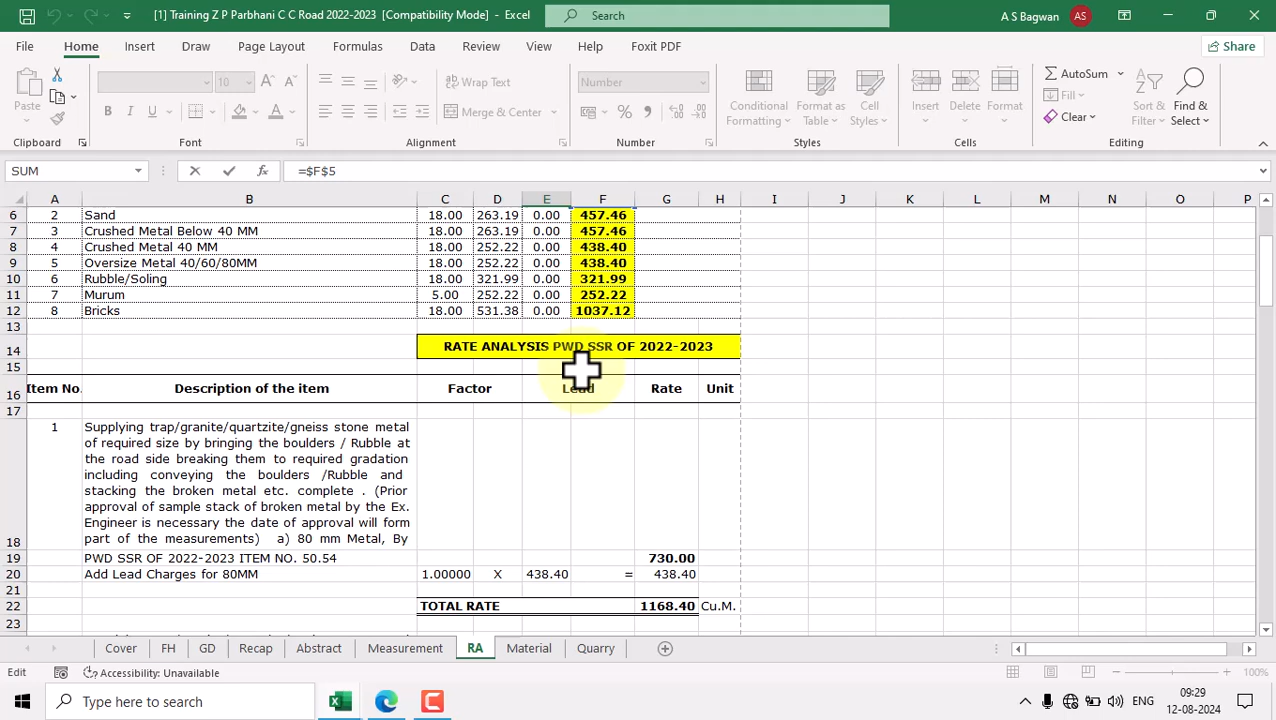 [1] Training Z P Parbhani C C Road 2022-2023 [Compatibility Mode] - Excel
Search
A S Bagwan
AS
File Home Insert Draw Page Layout Formulas Data Review View Help Foxit PDF
Share
Paste
10
Wrap Text
Merge & Center
Number
Conditional Formatting
Format as Table
Cell Styles
Insert
Delete
Format
AutoSum
Fill
Clear
Sort & Filter
Find & Select
Clipboard Font Alignment Number Styles Cells Editing
SUM
=$F$5
A B C D E F G H I J K L M N O P
6 2 Sand 18.00 263.19 0.00 457.46
7 3 Crushed Metal Below 40 MM 18.00 263.19 0.00 457.46
8 4 Crushed Metal 40 MM 18.00 252.22 0.00 438.40
9 5 Oversize Metal 40/60/80MM 18.00 252.22 0.00 438.40
10 6 Rubble/Soling 18.00 321.99 0.00 321.99
11 7 Murum 5.00 252.22 0.00 252.22
12 8 Bricks 18.00 531.38 0.00 1037.12
13
14 RATE ANALYSIS PWD SSR OF 2022-2023
15
16 Item No. Description of the item Factor Lead Rate Unit
17
1 Supplying trap/granite/quartzite/gneiss stone metal
of required size by bringing the boulders / Rubble at
the road side breaking them to required gradation
including conveying the boulders /Rubble and
stacking the broken metal etc. complete . (Prior
approval of sample stack of broken metal by the Ex.
Engineer is necessary the date of approval will form
18 part of the measurements) a) 80 mm Metal, By
19 PWD SSR OF 2022-2023 ITEM NO. 50.54 730.00
20 Add Lead Charges for 80MM 1.00000 X 438.40 = 438.40
21
22 TOTAL RATE 1168.40 Cu.M.
23
Cover FH GD Recap Abstract Measurement RA Material Quarry
Edit
Accessibility: Unavailable
100%
Type here to search
ENG
09:29
12-08-2024